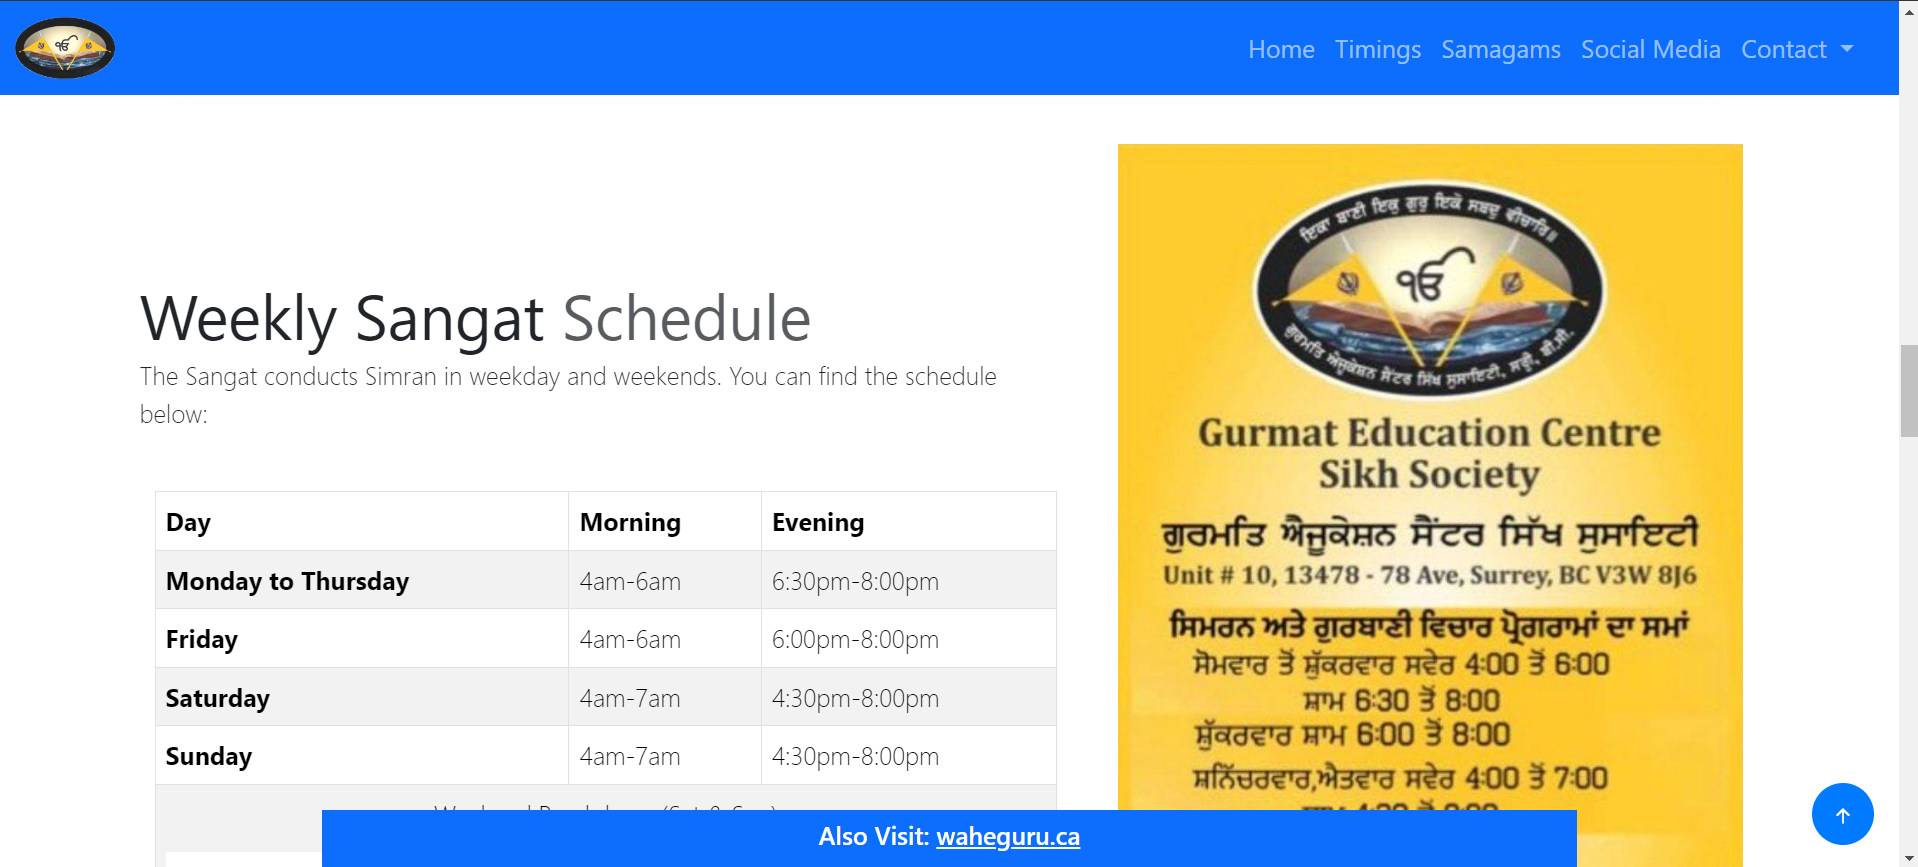 Home Timings Samagams Social Media Contact
Weekly Sangat Schedule
The Sangat conducts Simran in weekday and weekends. You can find the schedule
below:
Day Morning Evening
Monday to Thursday 4am-6am 6:30pm-8:00pm
Friday 4am-6am 6:00pm-8:00pm
Saturday 4am-7am 4:30pm-8:00pm
Sunday 4am-7am 4:30pm-8:00pm
ਇਕਾ ਬਾਣੀ ਇਕੁ ਗੁਰੁ ਇਕੋ ਸਬਦੁ ਵੀਚਾਰਿ॥
ੴ
ਗੁਰਮਤਿ ਐਜੂਕੇਸ਼ਨ ਸੈਂਟਰ ਸਿੱਖ ਸੁਸਾਇਟੀ, ਸਰੀ, ਬੀ.ਸੀ.
Gurmat Education Centre
Sikh Society
ਗੁਰਮਤਿ ਐਜੂਕੇਸ਼ਨ ਸੈਂਟਰ ਸਿੱਖ ਸੁਸਾਇਟੀ
Unit # 10, 13478 - 78 Ave, Surrey, BC V3W 8J6
ਸਿਮਰਨ ਅਤੇ ਗੁਰਬਾਣੀ ਵਿਚਾਰ ਪ੍ਰੋਗਰਾਮਾਂ ਦਾ ਸਮਾਂ
ਸੋਮਵਾਰ ਤੋਂ ਸ਼ੁੱਕਰਵਾਰ ਸਵੇਰ 4:00 ਤੋਂ 6:00
ਸ਼ਾਮ 6:30 ਤੋਂ 8:00
ਸ਼ੁੱਕਰਵਾਰ ਸ਼ਾਮ 6:00 ਤੋਂ 8:00
ਸ਼ਨਿੱਚਰਵਾਰ,ਐਤਵਾਰ ਸਵੇਰ 4:00 ਤੋਂ 7:00
Also Visit: waheguru.ca